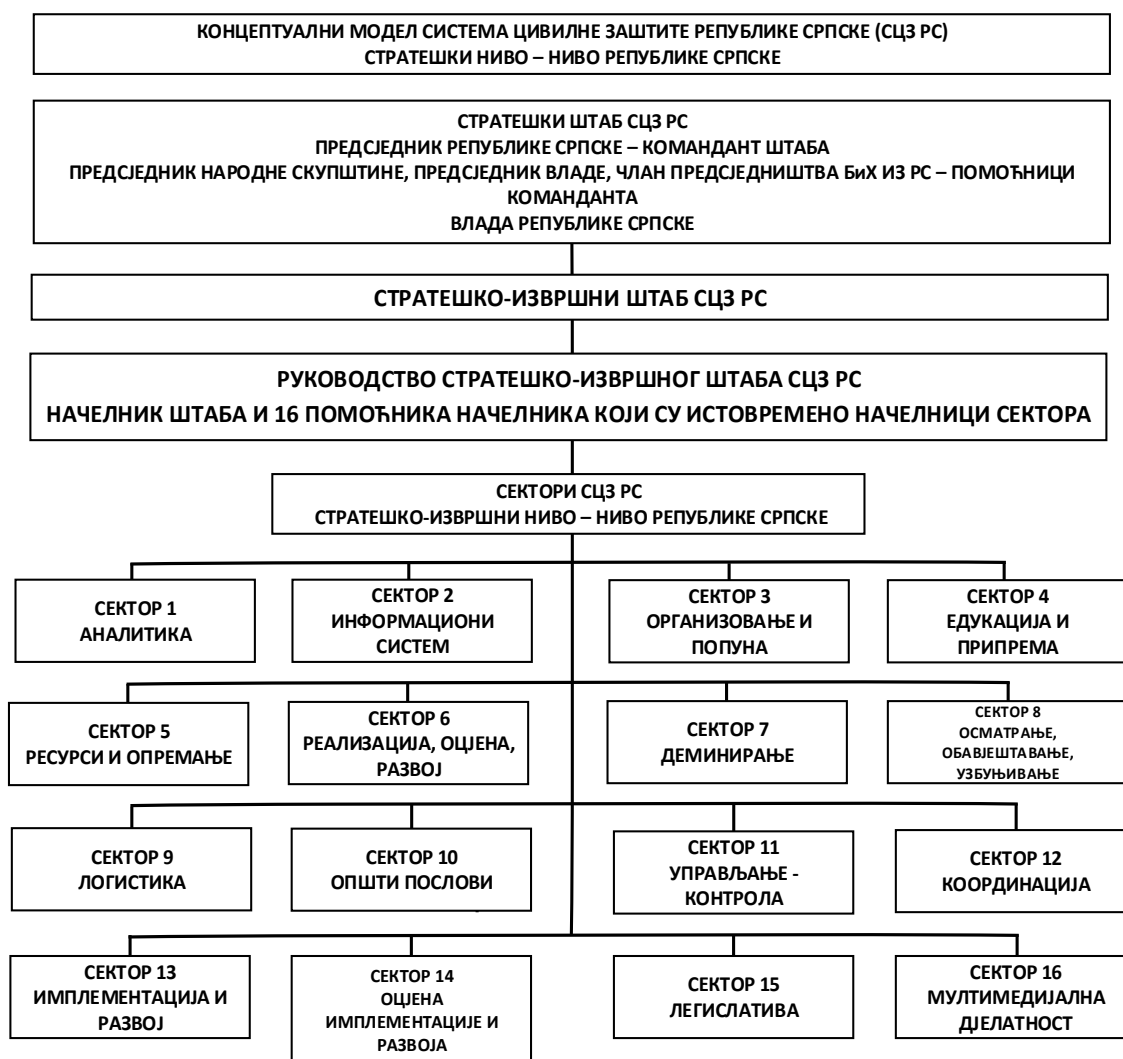 КОНЦЕПТУАЛНИ МОДЕЛ СИСТЕМА ЦИВИЛНЕ ЗАШТИТЕ РЕПУБЛИКЕ СРПСКЕ (СЦЗ РС)
СТРАТЕШКИ НИВО – НИВО РЕПУБЛИКЕ СРПСКЕ
СТРАТЕШКИ ШТАБ СЦЗ РС
ПРЕДСЈЕДНИК РЕПУБЛИКЕ СРПСКЕ – КОМАНДАНТ ШТАБА
ПРЕДСЈЕДНИК НАРОДНЕ СКУПШТИНЕ, ПРЕДСЈЕДНИК ВЛАДЕ, ЧЛАН ПРЕДСЈЕДНИШТВА БиХ ИЗ РС – ПОМОЋНИЦИ
КОМАНДАНТА
ВЛАДА РЕПУБЛИКЕ СРПСКЕ
СТРАТЕШКО-ИЗВРШНИ ШТАБ СЦЗ РС
РУКОВОДСТВО СТРАТЕШКО-ИЗВРШНОГ ШТАБА СЦЗ РС
НАЧЕЛНИК ШТАБА И 16 ПОМОЋНИКА НАЧЕЛНИКА КОЈИ СУ ИСТОВРЕМЕНО НАЧЕЛНИЦИ СЕКТОРА
СЕКТОРИ СЦЗ РС
СТРАТЕШКО-ИЗВРШНИ НИВО – НИВО РЕПУБЛИКЕ СРПСКЕ
СЕКТОР 1
АНАЛИТИКА
СЕКТОР 2
ИНФОРМАЦИОНИ
СИСТЕМ
СЕКТОР 3
ОРГАНИЗОВАЊЕ И
ПОПУНА
СЕКТОР 4
ЕДУКАЦИЈА И
ПРИПРЕМА
СЕКТОР 5
РЕСУРСИ И ОПРЕМАЊЕ
СЕКТОР 6
РЕАЛИЗАЦИЈА, ОЦЈЕНА,
РАЗВОЈ
СЕКТОР 7
ДЕМИНИРАЊЕ
СЕКТОР 8
ОСМАТРАЊЕ,
ОБАВЈЕШТАВАЊЕ,
УЗБУЊИВАЊЕ
СЕКТОР 9
ЛОГИСТИКА
СЕКТОР 10
ОПШТИ ПОСЛОВИ
СЕКТОР 11
УПРАВЉАЊЕ -
КОНТРОЛА
СЕКТОР 12
КООРДИНАЦИЈА
СЕКТОР 13
ИМПЛЕМЕНТАЦИЈА И
РАЗВОЈ
СЕКТОР 14
ОЦЈЕНА
ИМПЛЕМЕНТАЦИЈЕ И
РАЗВОЈА
СЕКТОР 15
ЛЕГИСЛАТИВА
СЕКТОР 16
МУЛТИМЕДИЈАЛНА
ДЈЕЛАТНОСТ